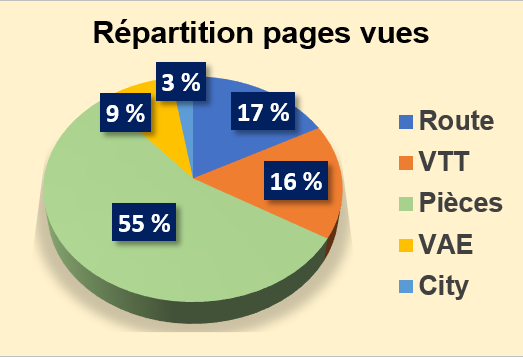 Répartition pages vues
3 %
9 %
17 %
16 %
55 %
Route
VTT
Pièces
VAE
City